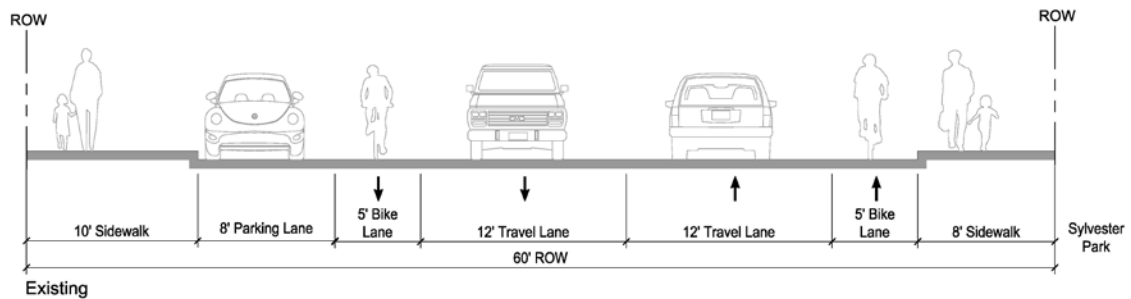 ROW
ROW
10' Sidewalk
8' Parking Lane
5' Bike
Lane
12' Travel Lane
12' Travel Lane
5' Bike
Lane
8' Sidewalk
Sylvester
Park
60' ROW
Existing